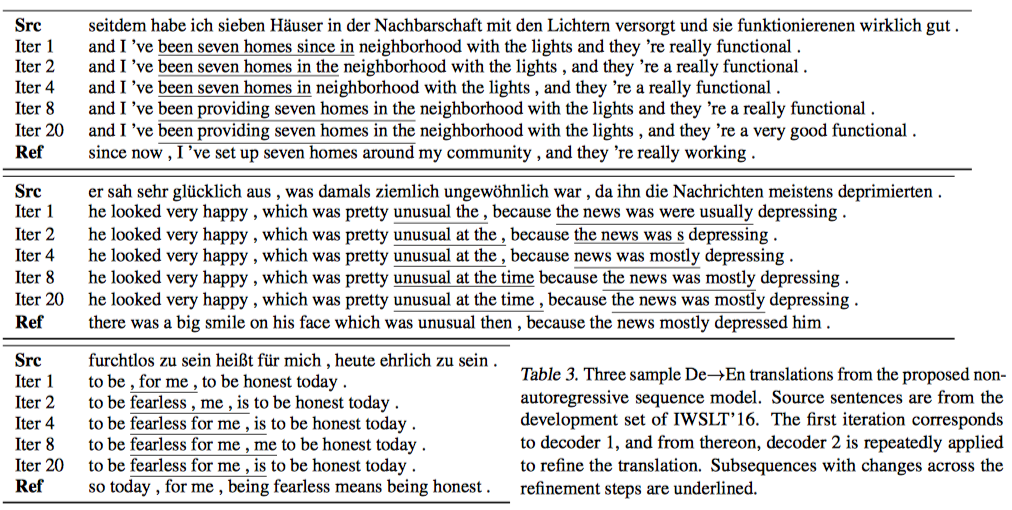 Src seitdem habe ich sieben Häuser in der Nachbarschaft mit den Lichtern versorgt und sie funktionierenen wirklich gut .
Iter 1 and I 've been seven homes since in neighborhood with the lights and they 're really functional .
Iter 2 and I 've been seven homes in the neighborhood with the lights , and they 're a really functional .
Iter 4 and I 've been seven homes in neighborhood with the lights , and they 're a really functional .
Iter 8 and I 've been providing seven homes in the neighborhood with the lights and they 're a really functional .
Iter 20 and I 've been providing seven homes in the neighborhood with the lights , and they 're a very good functional .
Ref since now , I 've set up seven homes around my community , and they 're really working .
Src er sah sehr glücklich aus , was damals ziemlich ungewöhnlich war , da ihn die Nachrichten meistens deprimierten .
Iter 1 he looked very happy , which was pretty unusual the , because the news was were usually depressing .
Iter 2 he looked very happy , which was pretty unusual at the , because the news was s depressing .
Iter 4 he looked very happy , which was pretty unusual at the , because news was mostly depressing .
Iter 8 he looked very happy , which was pretty unusual at the time because the news was mostly depressing .
Iter 20 he looked very happy , which was pretty unusual at the time , because the news was mostly depressing .
Ref there was a big smile on his face which was unusual then , because the news mostly depressed him .
Src furchtlos zu sein heißt für mich , heute ehrlich zu sein .
Iter 1 to be , for me , to be honest today .
Iter 2 to be fearless , me , is to be honest today .
Iter 4 to be fearless for me , is to be honest today .
Iter 8 to be fearless for me , me to be honest today .
Iter 20 to be fearless for me , is to be honest today .
Ref so today , for me , being fearless means being honest .
Table 3. Three sample De→En translations from the proposed non-
autoregressive sequence model. Source sentences are from the
development set of IWSLT'16. The first iteration corresponds
to decoder 1, and from thereon, decoder 2 is repeatedly applied
to refine the translation. Subsequences with changes across the
refinement steps are underlined.